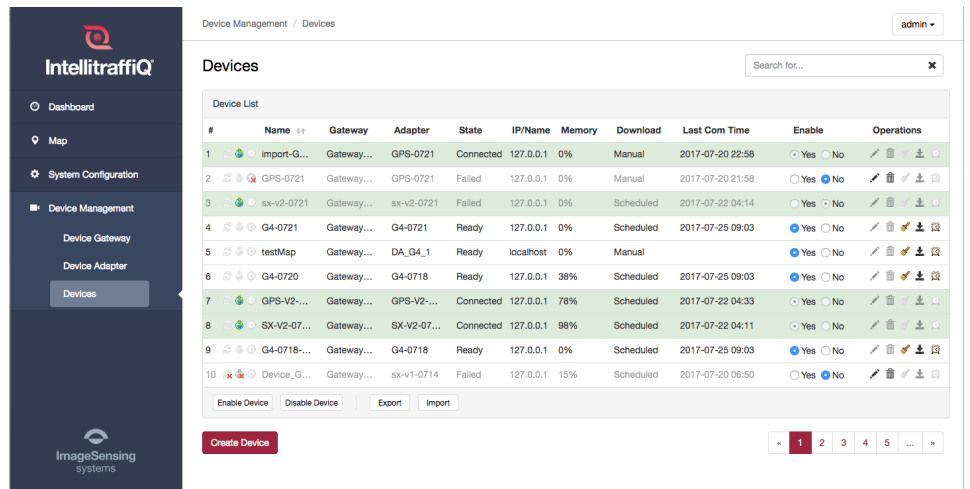 Device Management / Devices
admin
IntellitraffiQ
Devices
Search for...
Dashboard
Map
System Configuration
Device Management
Device Gateway
Device Adapter
Devices
Device List
# Name Gateway Adapter State IP/Name Memory Download Last Com Time Enable Operations
1 import-G... Gateway... GPS-0721 Connected 127.0.0.1 0% Manual 2017-07-20 22:58 Yes No
2 GPS-0721 Gateway... GPS-0721 Failed 127.0.0.1 0% Manual 2017-07-20 21:58 Yes No
3 sx-v2-0721 Gateway... sx-v2-0721 Failed 127.0.0.1 0% Scheduled 2017-07-22 04:14 Yes No
4 G4-0721 Gateway... G4-0721 Ready 127.0.0.1 0% Scheduled 2017-07-25 09:03 Yes No
5 testMap Gateway... DA_G4_1 Ready localhost 0% Manual Yes No
6 G4-0720 Gateway... G4-0718 Ready 127.0.0.1 38% Scheduled 2017-07-25 09:03 Yes No
7 GPS-V2-... Gateway... GPS-V2-... Connected 127.0.0.1 78% Scheduled 2017-07-22 04:33 Yes No
8 SX-V2-07... Gateway... SX-V2-07... Connected 127.0.0.1 98% Scheduled 2017-07-22 04:11 Yes No
9 G4-0718-... Gateway... G4-0718 Ready 127.0.0.1 0% Scheduled 2017-07-25 09:03 Yes No
10 Device_G... Gateway... sx-v1-0714 Failed 127.0.0.1 15% Scheduled 2017-07-20 06:50 Yes No
Enable Device Disable Device Export Import
Create Device
« 1 2 3 4 5 ... »
ImageSensing
systems